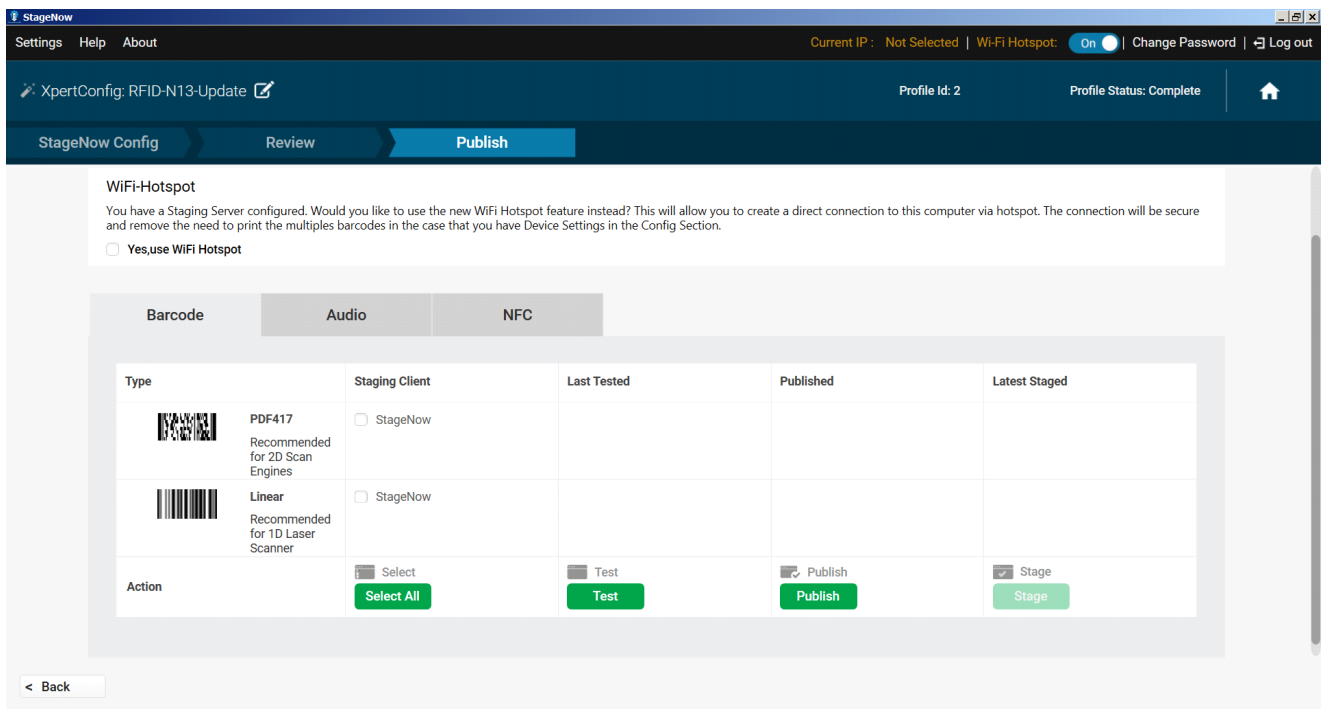 StageNow
Settings Help About Current IP : Not Selected | Wi-Fi Hotspot: On | Change Password | Log out
XpertConfig: RFID-N13-Update Profile Id: 2 Profile Status: Complete
StageNow Config Review Publish
WiFi-Hotspot
You have a Staging Server configured. Would you like to use the new WiFi Hotspot feature instead? This will allow you to create a direct connection to this computer via hotspot. The connection will be secure
and remove the need to print the multiples barcodes in the case that you have Device Settings in the Config Section.
Yes,use WiFi Hotspot
Barcode Audio NFC
Type Staging Client Last Tested Published Latest Staged
PDF417 StageNow
Recommended
for 2D Scan
Engines
Linear StageNow
Recommended
for 1D Laser
Scanner
Select Test Publish Stage
Action Select All Test Publish Stage
< Back